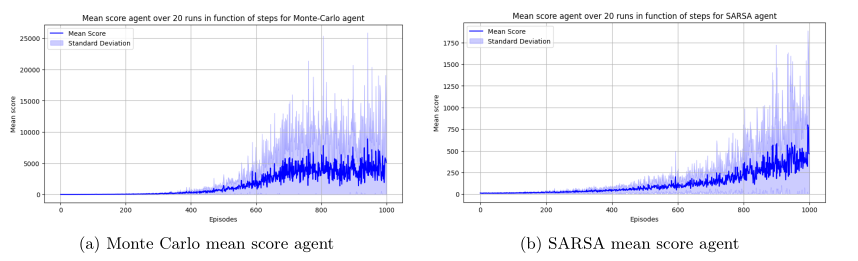 Mean score agent over 20 runs in function of steps for Monte-Carlo agent
Mean Score
Standard Deviation
25000
20000
15000
10000
5000
0
Mean score
0 200 400 600 800 1000
Episodes
(a) Monte Carlo mean score agent
Mean score agent over 20 runs in function of steps for SARSA agent
Mean Score
Standard Deviation
1750
1500
1250
1000
750
500
250
0
Mean score
0 200 400 600 800 1000
Episodes
(b) SARSA mean score agent